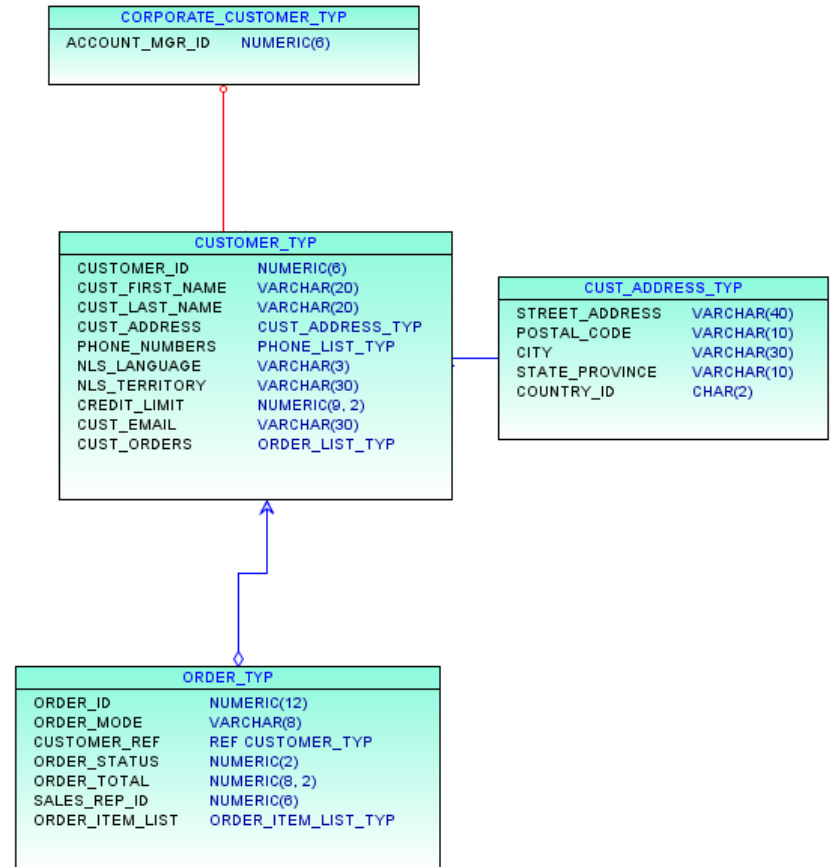 CORPORATE_CUSTOMER_TYP
ACCOUNT_MGR_ID NUMERIC(6)
CUSTOMER_TYP
CUSTOMER_ID NUMERIC(6)
CUST_FIRST_NAME VARCHAR(20)
CUST_LAST_NAME VARCHAR(20)
CUST_ADDRESS CUST_ADDRESS_TYP
PHONE_NUMBERS PHONE_LIST_TYP
NLS_LANGUAGE VARCHAR(3)
NLS_TERRITORY VARCHAR(30)
CREDIT_LIMIT NUMERIC(9, 2)
CUST_EMAIL VARCHAR(30)
CUST_ORDERS ORDER_LIST_TYP
CUST_ADDRESS_TYP
STREET_ADDRESS VARCHAR(40)
POSTAL_CODE VARCHAR(10)
CITY VARCHAR(30)
STATE_PROVINCE VARCHAR(10)
COUNTRY_ID CHAR(2)
ORDER_TYP
ORDER_ID NUMERIC(12)
ORDER_MODE VARCHAR(8)
CUSTOMER_REF REF CUSTOMER_TYP
ORDER_STATUS NUMERIC(2)
ORDER_TOTAL NUMERIC(8, 2)
SALES_REP_ID NUMERIC(6)
ORDER_ITEM_LIST ORDER_ITEM_LIST_TYP